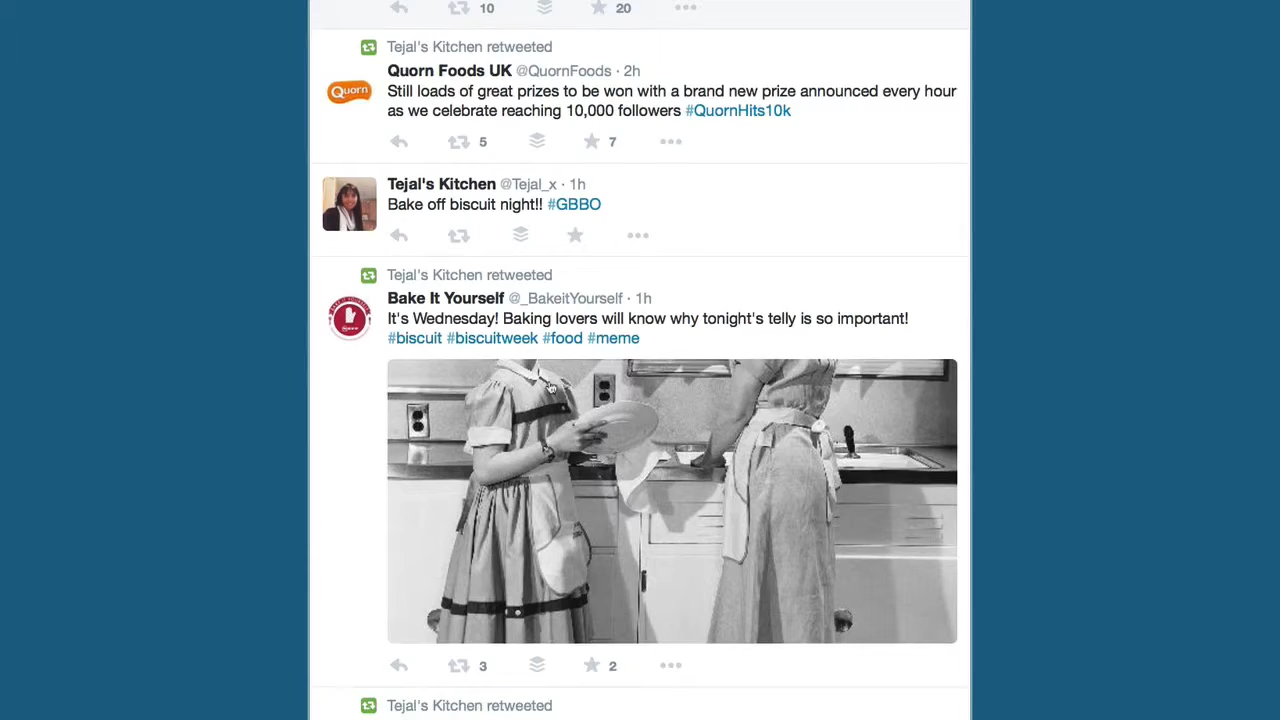 10 20
Tejal's Kitchen retweeted
Quorn Foods UK @QuornFoods · 2h
Quorn
Still loads of great prizes to be won with a brand new prize announced every hour
as we celebrate reaching 10,000 followers #QuornHits10k
5 7
Tejal's Kitchen @Tejal_x · 1h
Bake off biscuit night!! #GBBO
Tejal's Kitchen retweeted
Bake It Yourself @_BakeitYourself · 1h
It's Wednesday! Baking lovers will know why tonight's telly is so important!
#biscuit #biscuitweek #food #meme
3 2
Tejal's Kitchen retweeted